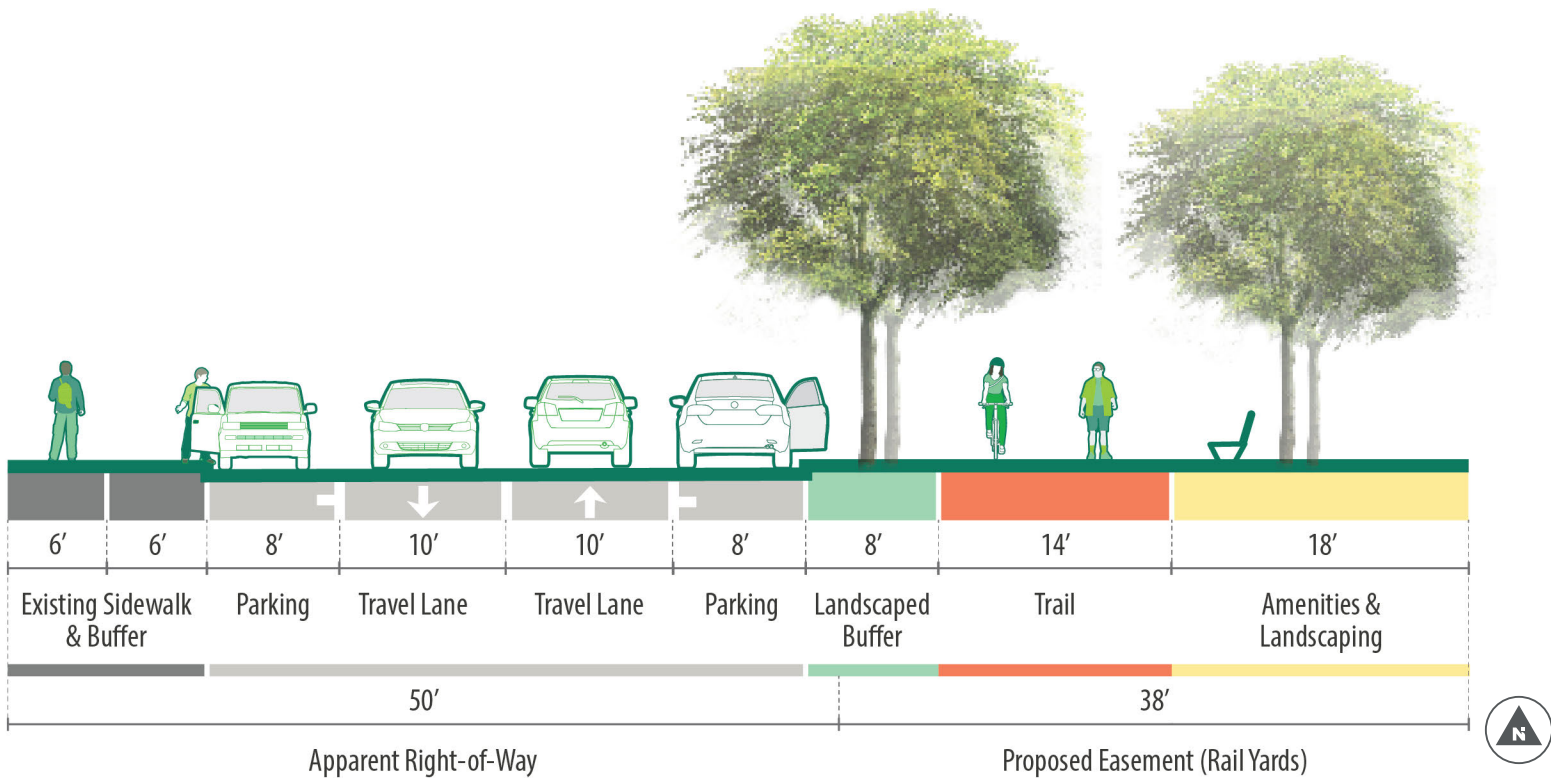 6’ 6’ 8’ 10’ 10’ 8’ 8’ 14’ 18’
Existing Sidewalk & Buffer
Parking
Travel Lane
Travel Lane
Parking
Landscaped Buffer
Trail
Amenities & Landscaping
50’ 38’
Apparent Right-of-Way
Proposed Easement (Rail Yards)
N